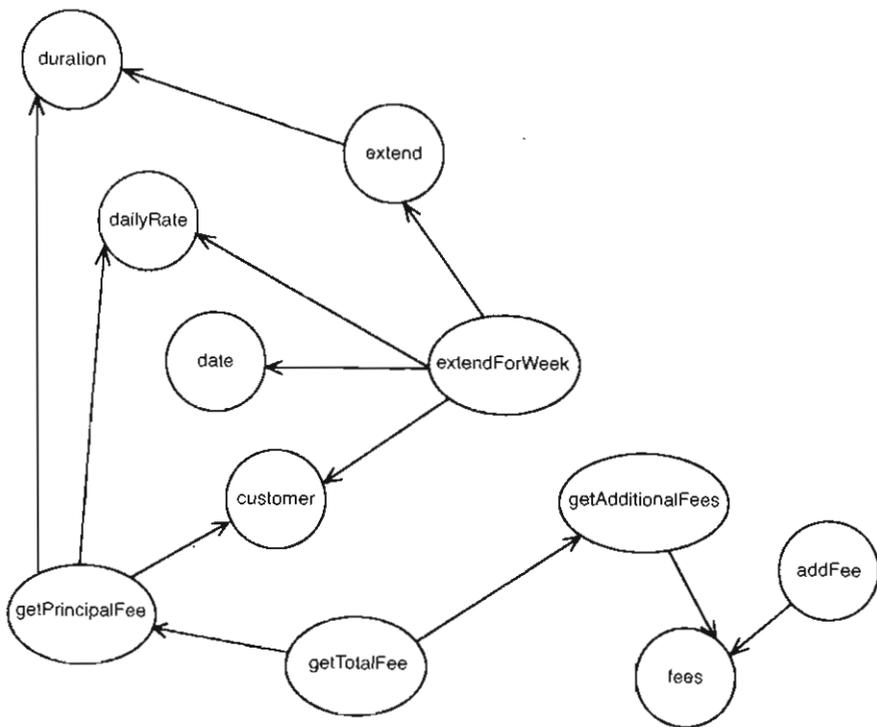 duration
extend
dailyRate
date
extendForWeek
customer
getAdditionalFees
addFee
getPrincipalFee
getTotalFee
fees